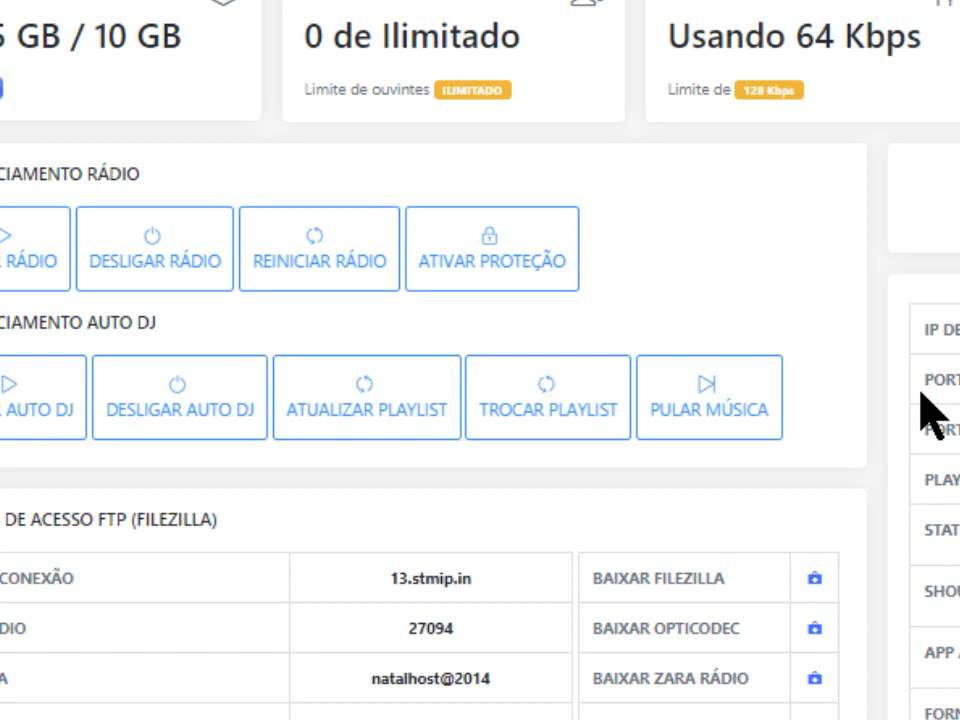 5 GB / 10 GB
0 de Ilimitado
Usando 64 Kbps
Limite de ouvintes ILIMITADO
Limite de 128 Kbps
CIAMENTO RÁDIO
RÁDIO
DESLIGAR RÁDIO
REINICIAR RÁDIO
ATIVAR PROTEÇÃO
CIAMENTO AUTO DJ
AUTO DJ
DESLIGAR AUTO DJ
ATUALIZAR PLAYLIST
TROCAR PLAYLIST
PULAR MÚSICA
DE ACESSO FTP (FILEZILLA)
CONEXÃO
13.stmip.in
BAIXAR FILEZILLA
DIO
27094
BAIXAR OPTICODEC
A
natalhost@2014
BAIXAR ZARA RÁDIO
IP DE
PORT
PORT
PLAY
STAT
SHOU
APP
FORN